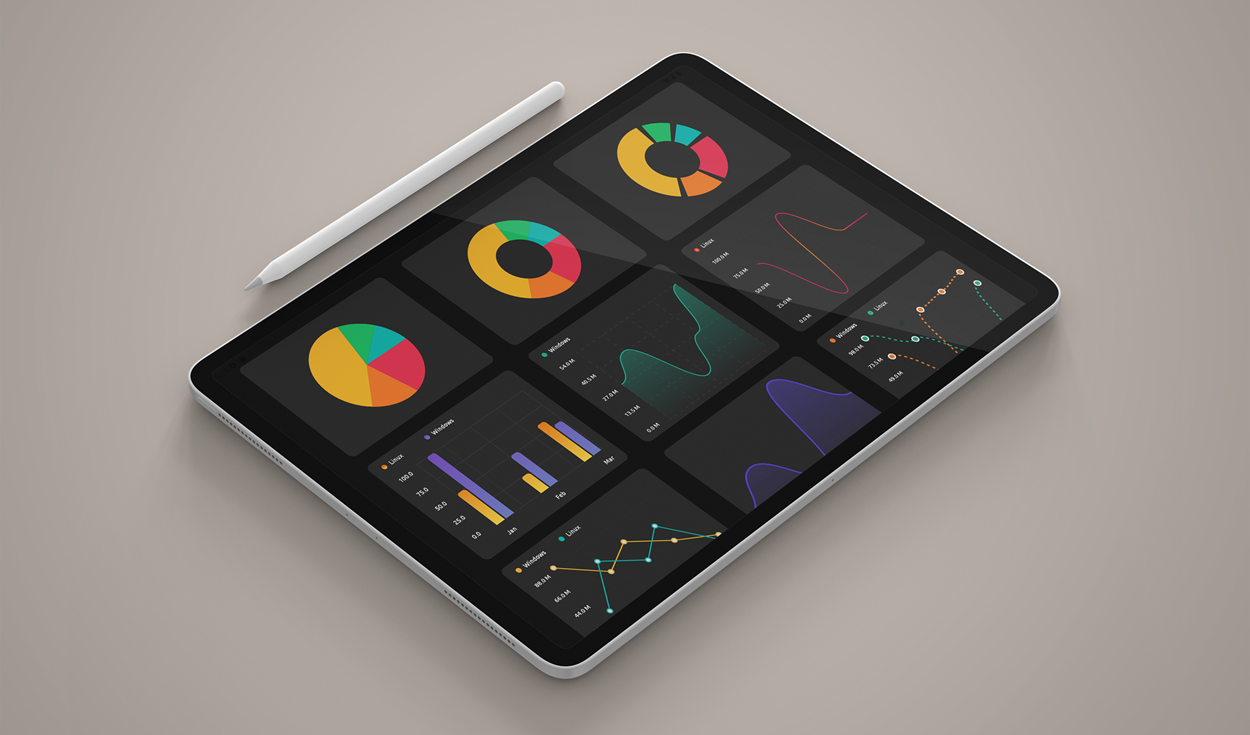 Linux
100.0 M
75.0 M
50.0 M
25.0 M
0.0 M
Windows
Linux
98.0 M
73.5 M
49.0 M
Windows
54.0 M
40.5 M
27.0 M
13.5 M
0.0 M
Linux
Windows
100.0
75.0
50.0
25.0
0.0
Jan
Feb
Mar
Windows
Linux
88.0 M
66.0 M
44.0 M